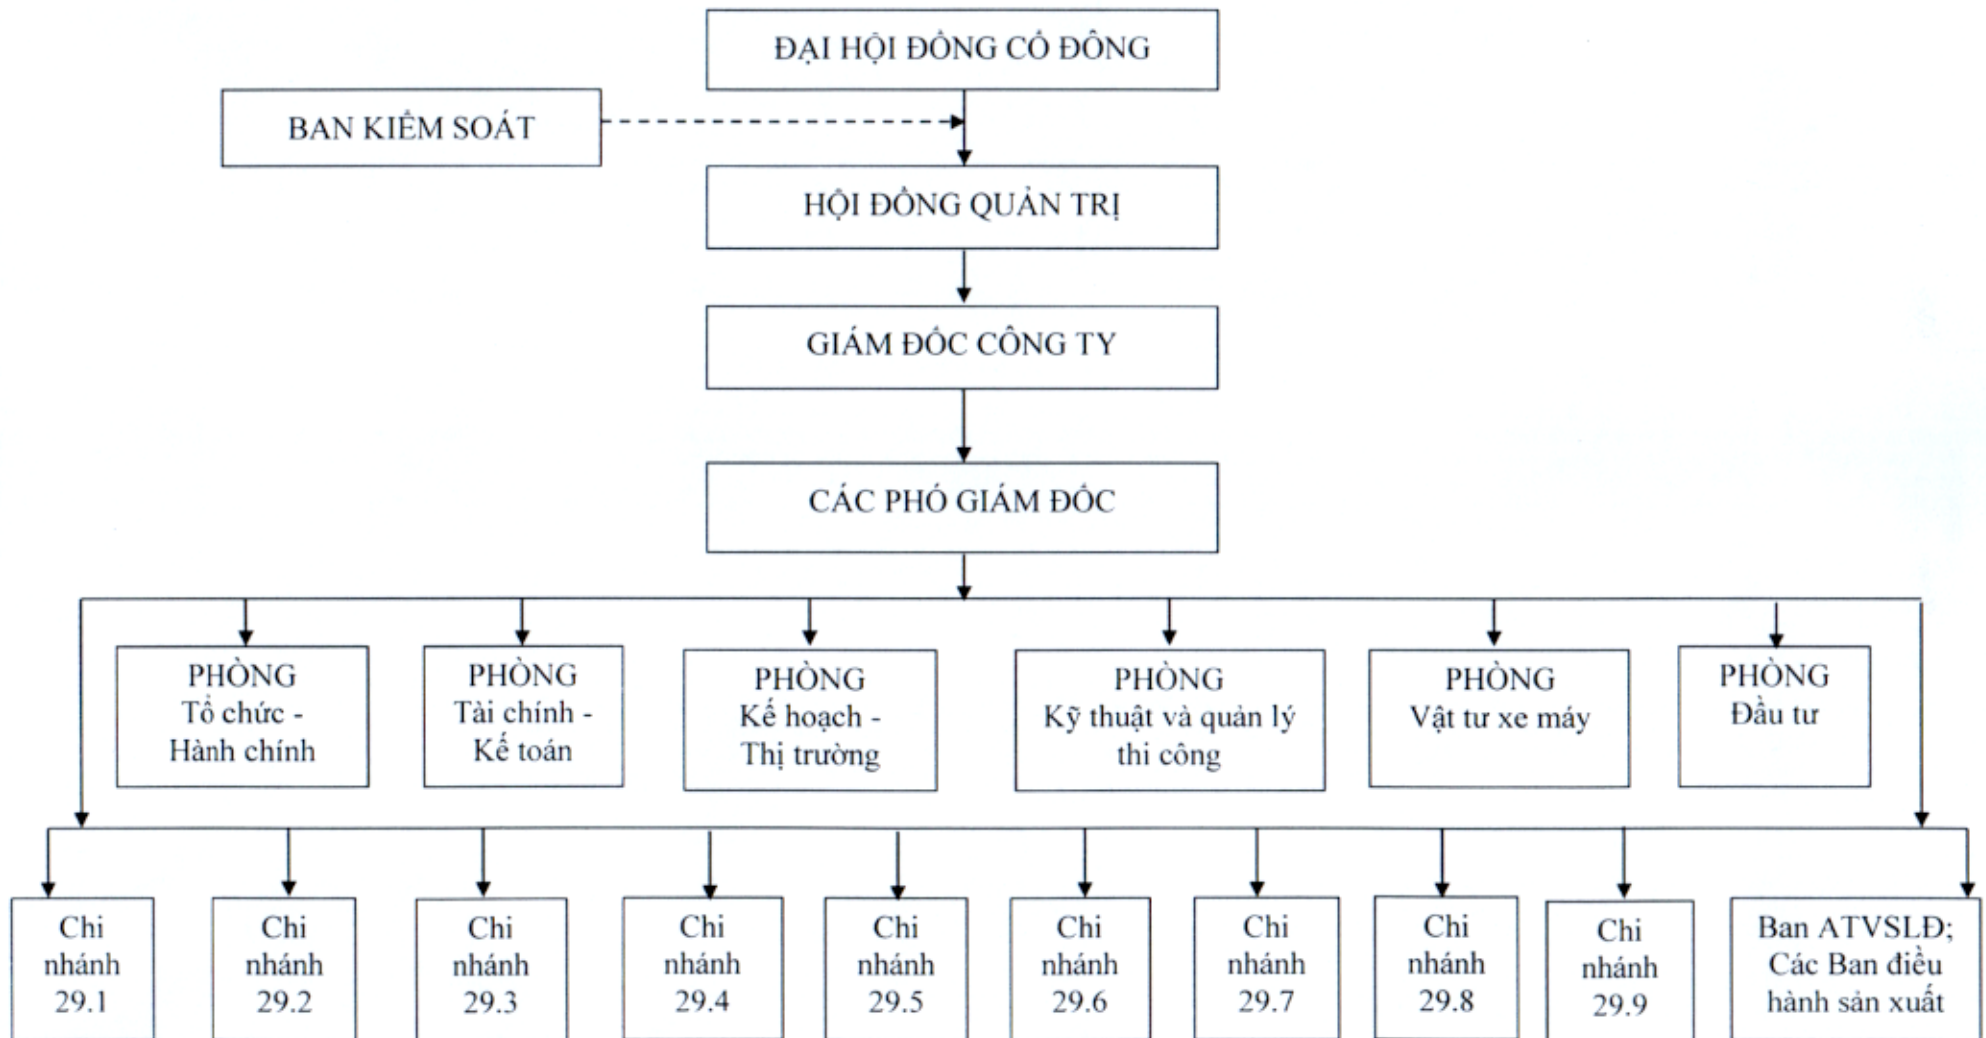 ĐẠI HỘI ĐỒNG CỔ ĐÔNG
BAN KIỂM SOÁT
HỘI ĐỒNG QUẢN TRỊ
GIÁM ĐỐC CÔNG TY
CÁC PHÓ GIÁM ĐỐC
PHÒNG
Tổ chức -
Hành chính
PHÒNG
Tài chính -
Kế toán
PHÒNG
Kế hoạch -
Thị trường
PHÒNG
Kỹ thuật và quản lý
thi công
PHÒNG
Vật tư xe máy
PHÒNG
Đầu tư
Chi
nhánh
29.1
Chi
nhánh
29.2
Chi
nhánh
29.3
Chi
nhánh
29.4
Chi
nhánh
29.5
Chi
nhánh
29.6
Chi
nhánh
29.7
Chi
nhánh
29.8
Chi
nhánh
29.9
Ban ATVSLĐ;
Các Ban điều
hành sản xuất